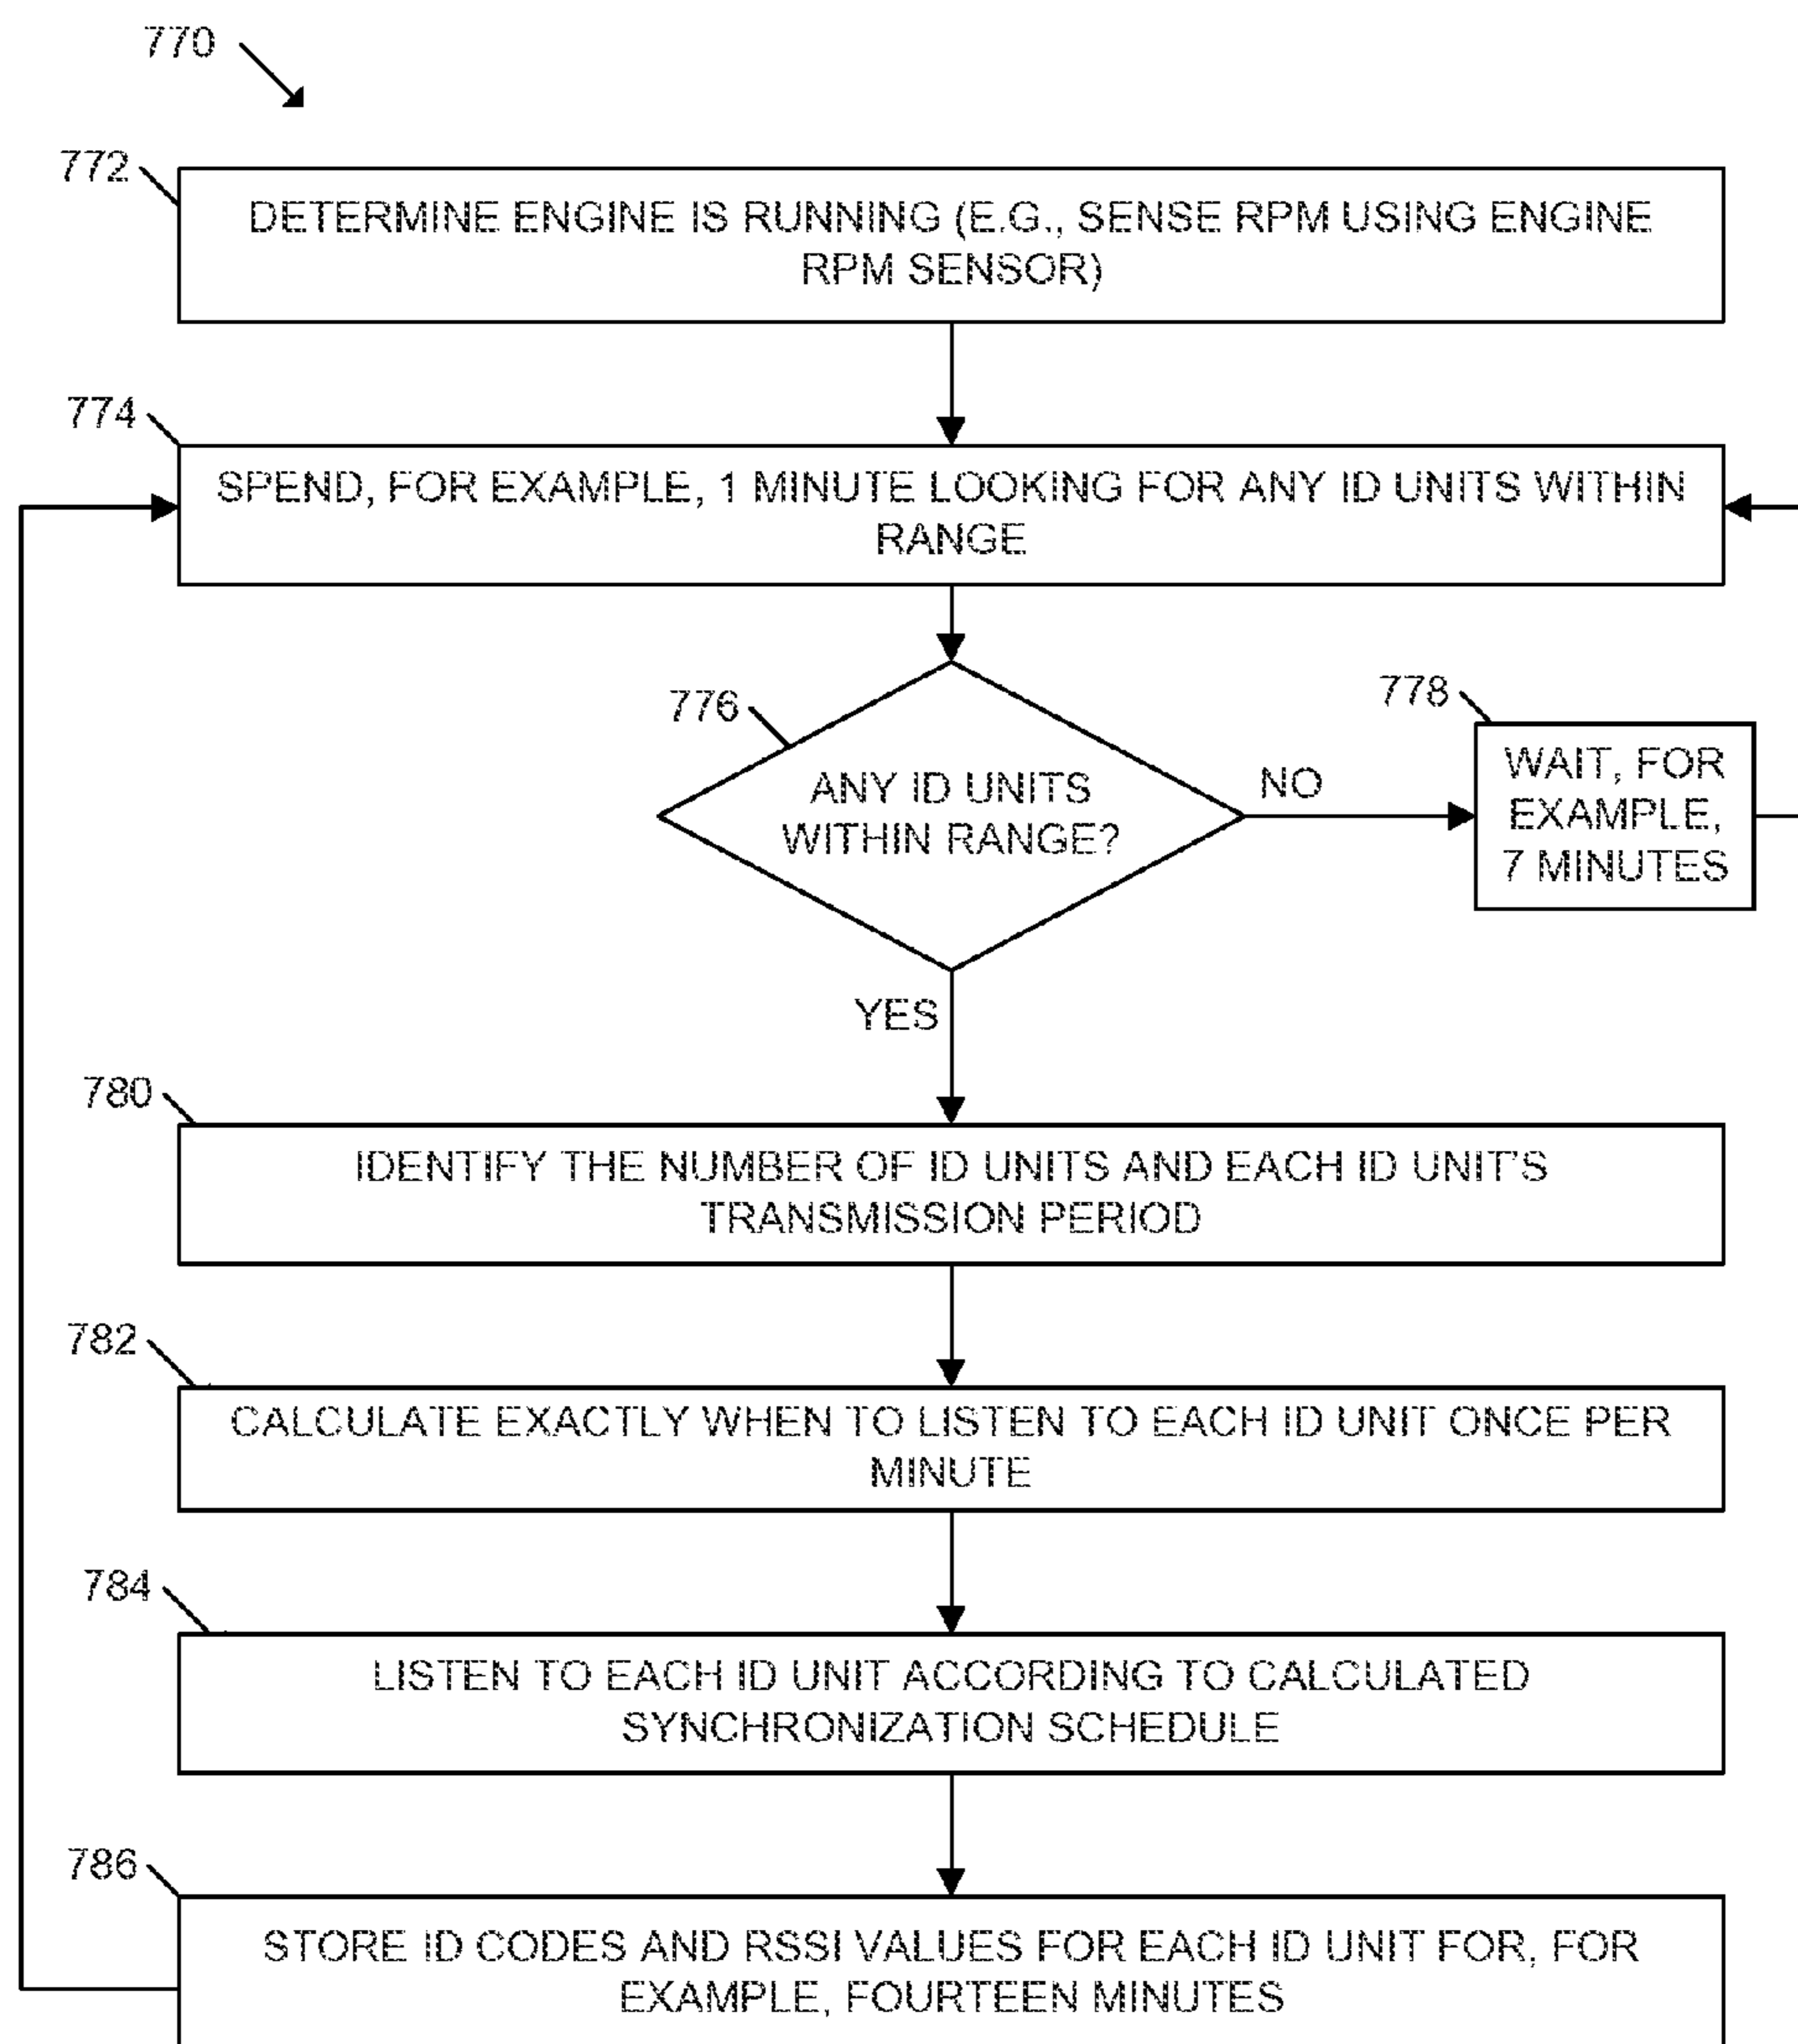 770
772
DETERMINE ENGINE IS RUNNING (E.G., SENSE RPM USING ENGINE
RPM SENSOR)
774
SPEND, FOR EXAMPLE, 1 MINUTE LOOKING FOR ANY ID UNITS WITHIN
RANGE
776
ANY ID UNITS
WITHIN RANGE?
NO
778
WAIT, FOR
EXAMPLE,
7 MINUTES
YES
780
IDENTIFY THE NUMBER OF ID UNITS AND EACH ID UNIT'S
TRANSMISSION PERIOD
782
CALCULATE EXACTLY WHEN TO LISTEN TO EACH ID UNIT ONCE PER
MINUTE
784
LISTEN TO EACH ID UNIT ACCORDING TO CALCULATED
SYNCHRONIZATION SCHEDULE
786
STORE ID CODES AND RSSI VALUES FOR EACH ID UNIT FOR, FOR
EXAMPLE, FOURTEEN MINUTES